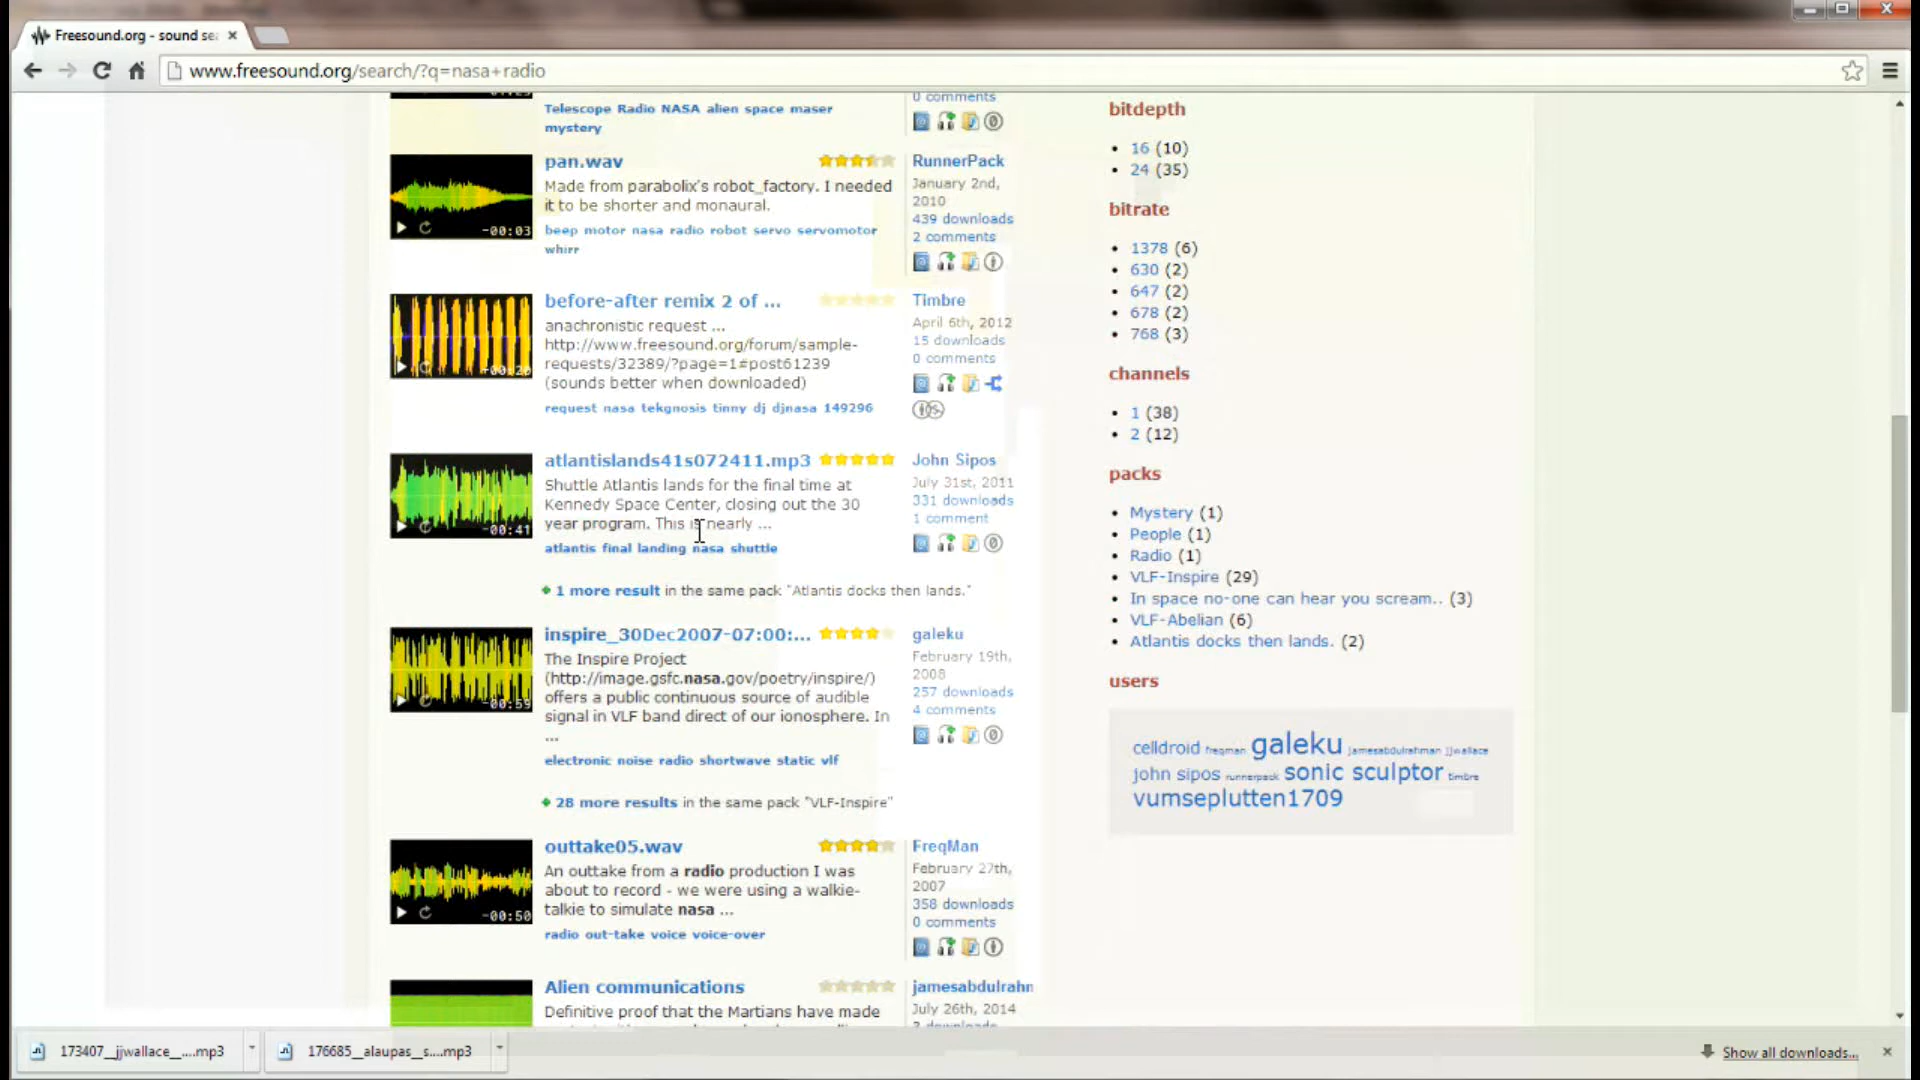 Freesound.org - sound se
www.freesound.org/search/?q=nasa+radio
Telescope Radio NASA alien space maser
mystery
0 comments
pan.wav
Made from parabolix's robot_factory. I needed
it to be shorter and monaural.
beep motor nasa radio robot servo servomotor
whirr
-00:03
RunnerPack
January 2nd,
2010
439 downloads
2 comments
before-after remix 2 of ...
anachronistic request ...
http://www.freesound.org/forum/sample-
requests/32389/?page=1#post61239
(sounds better when downloaded)
request nasa tekgnosis tinny dj djnasa 149296
Timbre
April 6th, 2012
15 downloads
0 comments
atlantislands41s072411.mp3
Shuttle Atlantis lands for the final time at
Kennedy Space Center, closing out the 30
year program. This is nearly ...
atlantis final landing nasa shuttle
-00:41
John Sipos
July 31st, 2011
331 downloads
1 comment
1 more result in the same pack "Atlantis docks then lands."
inspire_30Dec2007-07:00:...
The Inspire Project
(http://image.gsfc.nasa.gov/poetry/inspire/)
offers a public continuous source of audible
signal in VLF band direct of our ionosphere. In
...
electronic noise radio shortwave static vlf
-00:59
galeku
February 19th,
2008
257 downloads
4 comments
28 more results in the same pack "VLF-Inspire"
outtake05.wav
An outtake from a radio production I was
about to record - we were using a walkie-
talkie to simulate nasa ...
radio out-take voice voice-over
-00:50
FreqMan
February 27th,
2007
358 downloads
0 comments
Alien communications
Definitive proof that the Martians have made
jamesabdulrahm
July 26th, 2014
3 downloads
bitdepth
16 (10)
24 (35)
bitrate
1378 (6)
630 (2)
647 (2)
678 (2)
768 (3)
channels
1 (38)
2 (12)
packs
Mystery (1)
People (1)
Radio (1)
VLF-Inspire (29)
In space no-one can hear you scream.. (3)
VLF-Abelian (6)
Atlantis docks then lands. (2)
users
celldroid freqman galeku jamesabdulrahman jjwallace
john sipos runnerpack sonic sculptor timbre
vumseplutten1709
173407__jjwallace__....mp3
176685__alaupas__s....mp3
Show all downloads...